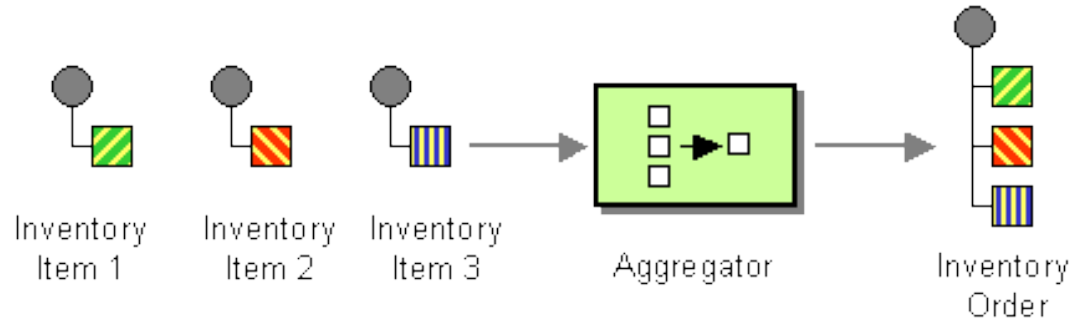 Inventory
Item 1
Inventory
Item 2
Inventory
Item 3
Aggregator
Inventory
Order